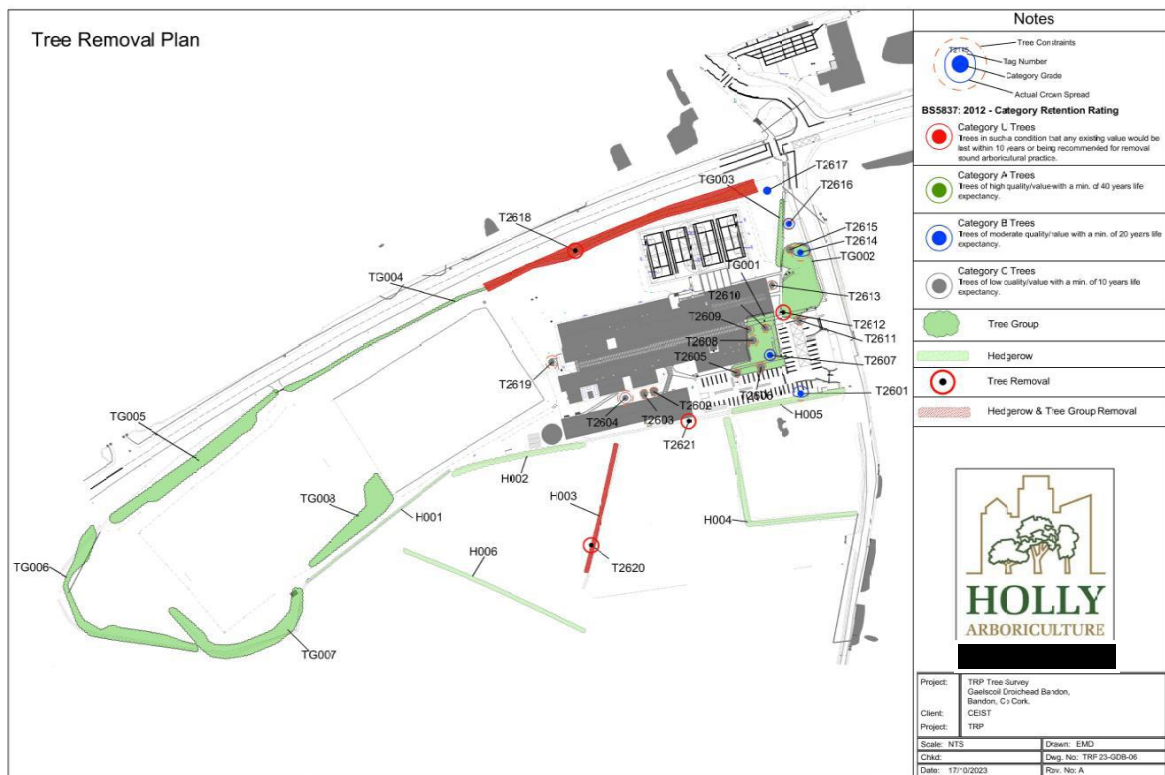 Tree Removal Plan
TG003
T2617
T2616
T2618
T2615
T2614
TG001
TG002
TG004
T2610
T2613
T2609
T2612
T2608
T2611
T2605
T2607
T2619
T2606
T2601
T2602
T2604
T2603
H005
TG005
T2621
H002
TG008
H003
H001
H004
H006
TG006
T2620
TG007
Notes
Tree Constraints
Tag Number
Category Grade
Actual Crown Spread
BS5837: 2012 - Category Retention Rating
Category U Trees
Trees in such a condition that any existing value would be
lost within 10 years or being recommended for removal
sound arboricultural practice.
Category A Trees
Trees of high quality/value with a min. of 40 years life
expectancy.
Category B Trees
Trees of moderate quality/value with a min. of 20 years life
expectancy.
Category C Trees
Trees of low quality/value with a min. of 10 years life
expectancy.
Tree Group
Hedgerow
Tree Removal
Hedgerow & Tree Group Removal
HOLLY
ARBORICULTURE
Project: TRP Tree Survey
Gaelscoil Droichead Bandon,
Bandon, Co Cork.
Client: CEIST
Project: TRP
Scale: NTS Drawn: EMD
Chkd: Dwg. No: TRP23-GDB-06
Date: 17/10/2023 Rev. No: A